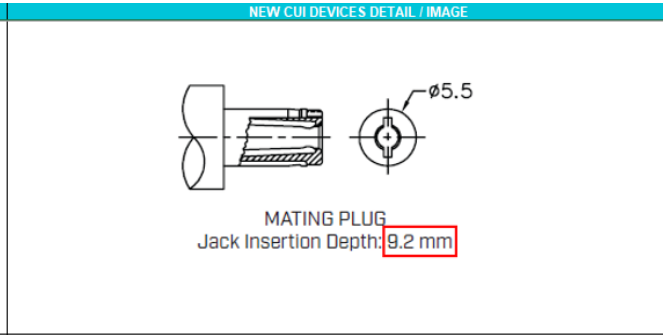 NEW CUI DEVICES DETAIL / IMAGE
ø5.5
MATING PLUG
Jack Insertion Depth: 9.2 mm